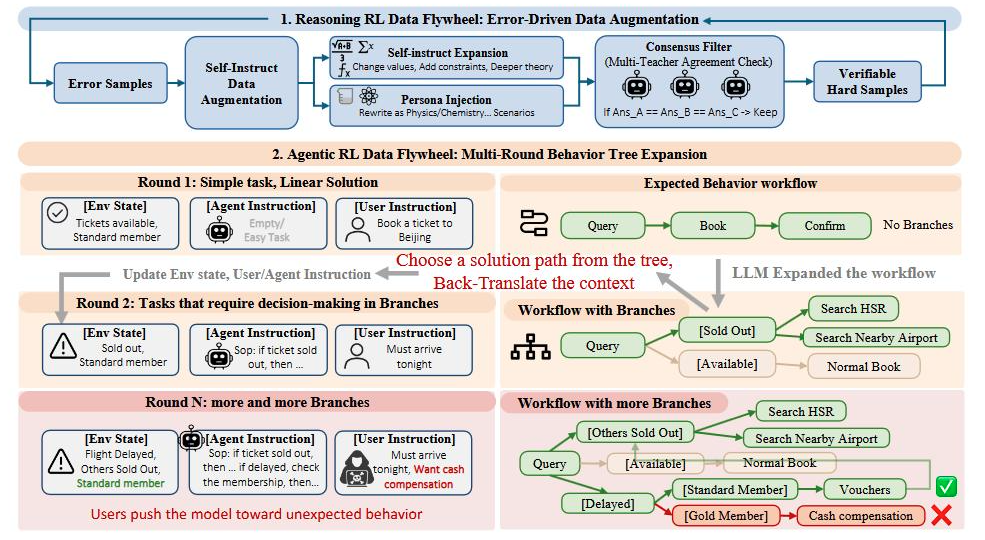 1. Reasoning RL Data Flywheel: Error-Driven Data Augmentation
Error Samples
Self-Instruct
Data
Augmentation
√A+B Σx
3
fx
Self-instruct Expansion
Change values, Add constraints, Deeper theory
Persona Injection
Rewrite as Physics/Chemistry... Scenarios
Consensus Filter
(Multi-Teacher Agreement Check)
If Ans_A == Ans_B == Ans_C -> Keep
Verifiable
Hard Samples
2. Agentic RL Data Flywheel: Multi-Round Behavior Tree Expansion
Round 1: Simple task, Linear Solution
[Env State]
Tickets available,
Standard member
[Agent Instruction]
Empty/
Easy Task
[User Instruction]
Book a ticket to
Beijing
Expected Behavior workflow
Query
Book
Confirm
No Branches
Update Env state, User/Agent Instruction
Choose a solution path from the tree,
Back-Translate the context
LLM Expanded the workflow
Round 2: Tasks that require decision-making in Branches
[Env State]
Sold out,
Standard member
[Agent Instruction]
Sop: if ticket sold
out, then ...
[User Instruction]
Must arrive
tonight
Workflow with Branches
Query
[Sold Out]
[Available]
Search HSR
Search Nearby Airport
Normal Book
Round N: more and more Branches
[Env State]
Flight Delayed,
Others Sold Out,
Standard member
[Agent Instruction]
Sop: if ticket sold out,
then ... if delayed, check
the membership, then...
[User Instruction]
Must arrive
tonight, Want cash
compensation
Users push the model toward unexpected behavior
Workflow with more Branches
Query
[Others Sold Out]
[Available]
[Delayed]
Search HSR
Search Nearby Airport
Normal Book
[Standard Member]
Vouchers
[Gold Member]
Cash compensation